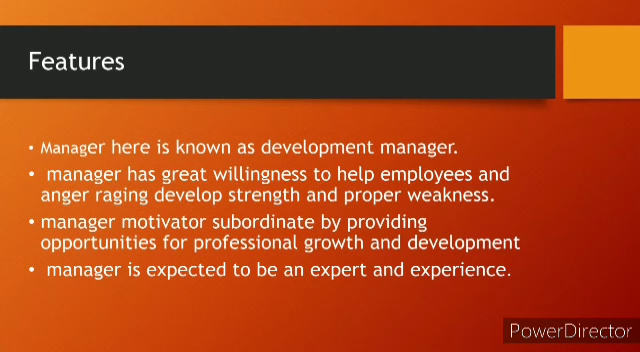 Features
• Manager here is known as development manager.
• manager has great willingness to help employees and
anger raging develop strength and proper weakness.
• manager motivator subordinate by providing
opportunities for professional growth and development
• manager is expected to be an expert and experience.
PowerDirector